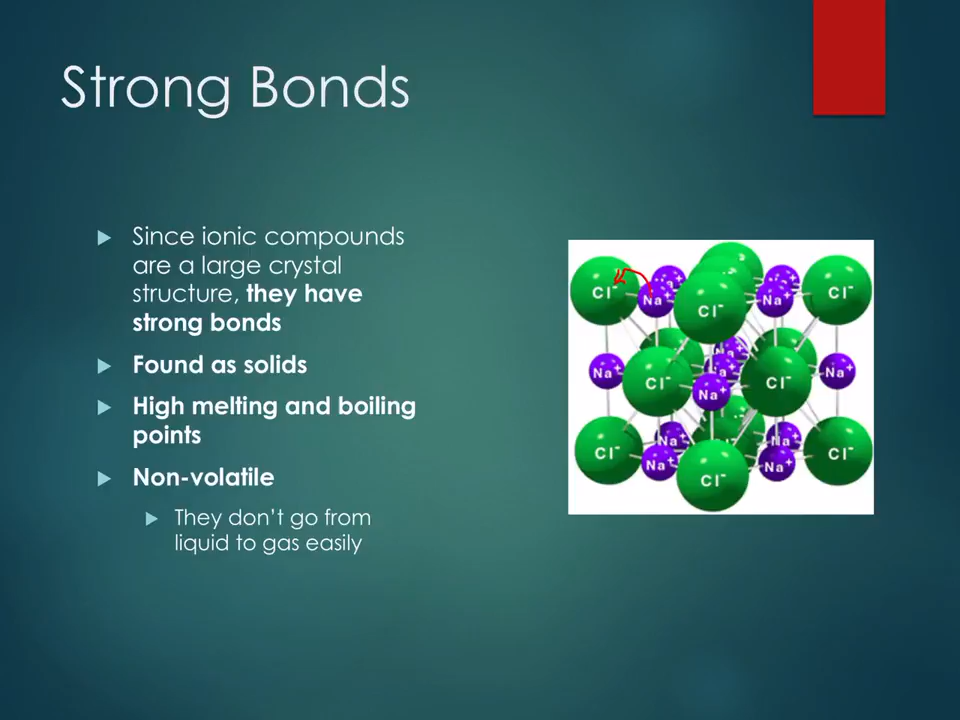 Strong Bonds
Since ionic compounds
are a large crystal
structure, they have
strong bonds
Found as solids
High melting and boiling
points
Non-volatile
They don't go from
liquid to gas easily
Cl⁻ Na⁺ Cl⁻ Na⁺ Cl⁻
Na⁺ Cl⁻ Na⁺ Cl⁻ Na⁺
Cl⁻ Na⁺ Cl⁻ Na⁺ Cl⁻